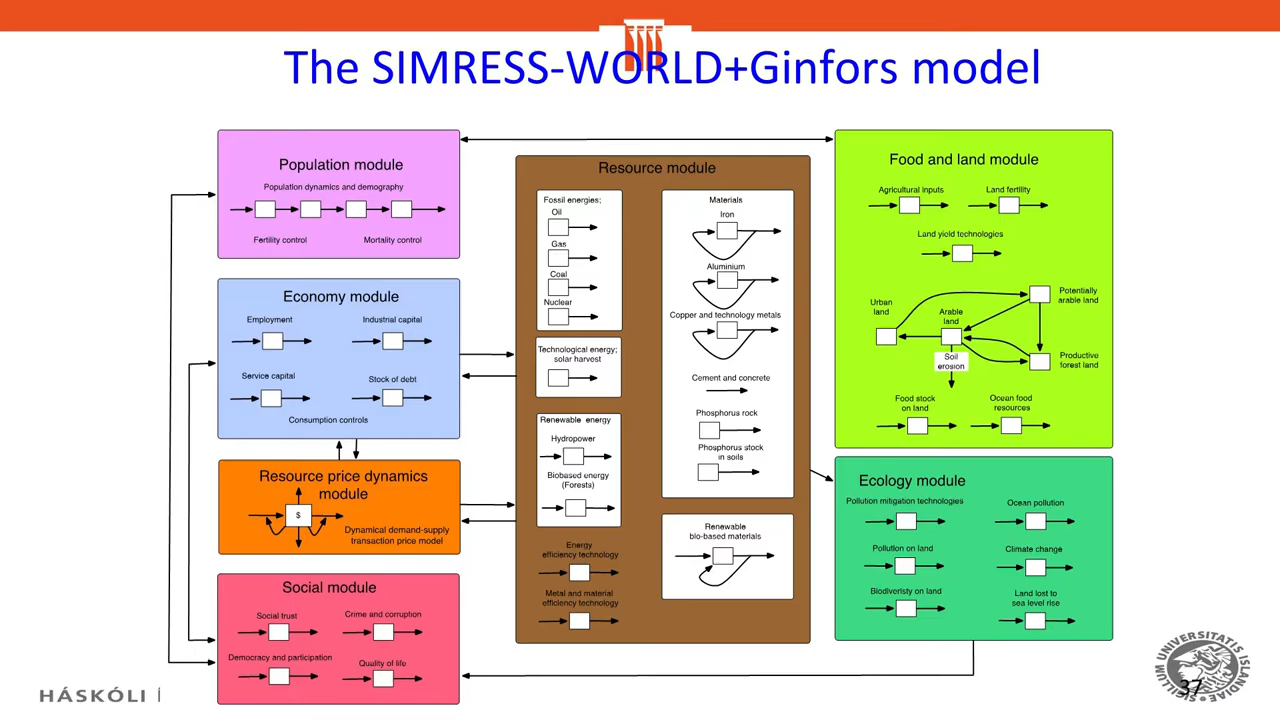 The SIMRESS-WORLD+Ginfors model
Population module
Population dynamics and demography
Fertility control
Mortality control
Economy module
Employment
Industrial capital
Service capital
Stock of debt
Consumption controls
Resource price dynamics
module
$
Dynamical demand-supply
transaction price model
Social module
Social trust
Crime and corruption
Democracy and participation
Quality of life
Resource module
Fossil energies;
Oil
Gas
Coal
Nuclear
Technological energy;
solar harvest
Renewable energy
Hydropower
Biobased energy
(Forests)
Energy
efficiency technology
Metal and material
efficiency technology
Materials
Iron
Aluminium
Copper and technology metals
Cement and concrete
Phosphorus rock
Phosphorus stock
in soils
Renewable
bio-based materials
Food and land module
Agricultural inputs
Land fertility
Land yield technologies
Urban
land
Arable
land
Potentially
arable land
Soil
erosion
Productive
forest land
Food stock
on land
Ocean food
resources
Ecology module
Pollution mitigation technologies
Ocean pollution
Pollution on land
Climate change
Biodiveristy on land
Land lost to
sea level rise
HÁSKÓLI Í
SIGILLUM UNIVERSITATIS ISLANDIAE
37